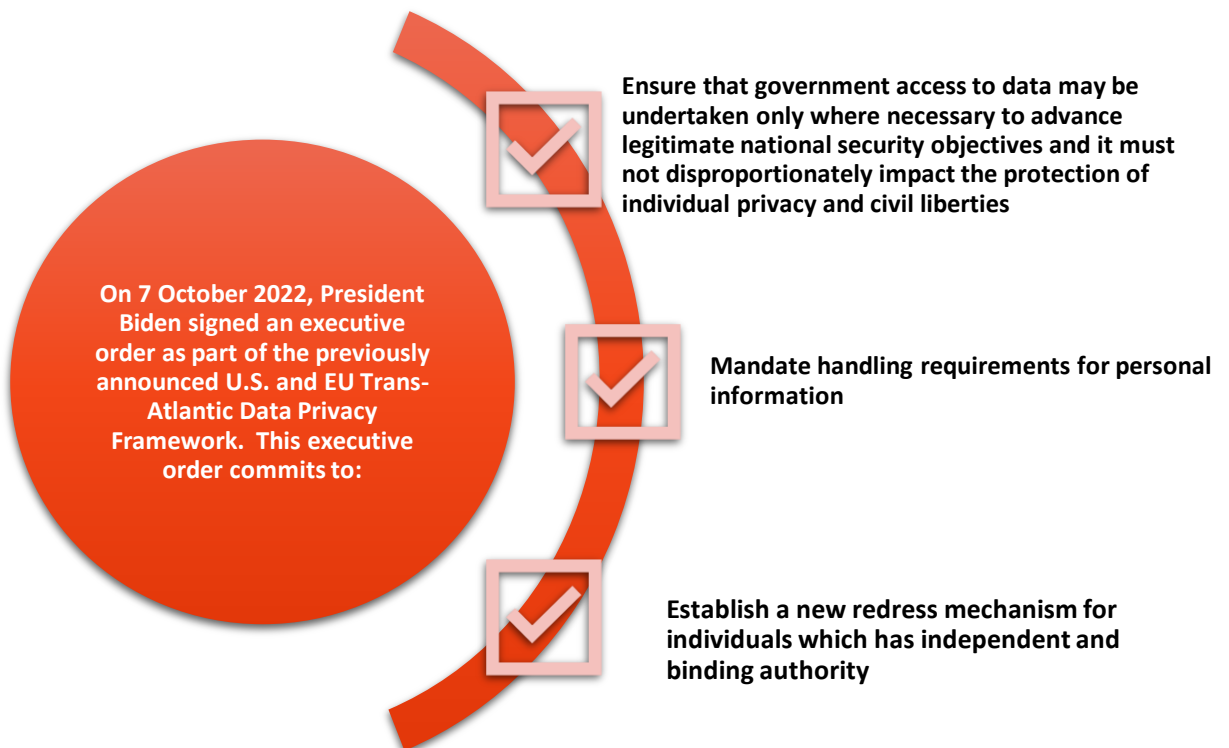 On 7 October 2022, President
Biden signed an executive
order as part of the previously
announced U.S. and EU Trans-
Atlantic Data Privacy
Framework.  This executive
order commits to:
Ensure that government access to data may be
undertaken only where necessary to advance
legitimate national security objectives and it must
not disproportionately impact the protection of
individual privacy and civil liberties
Mandate handling requirements for personal
information
Establish a new redress mechanism for
individuals which has independent and
binding authority